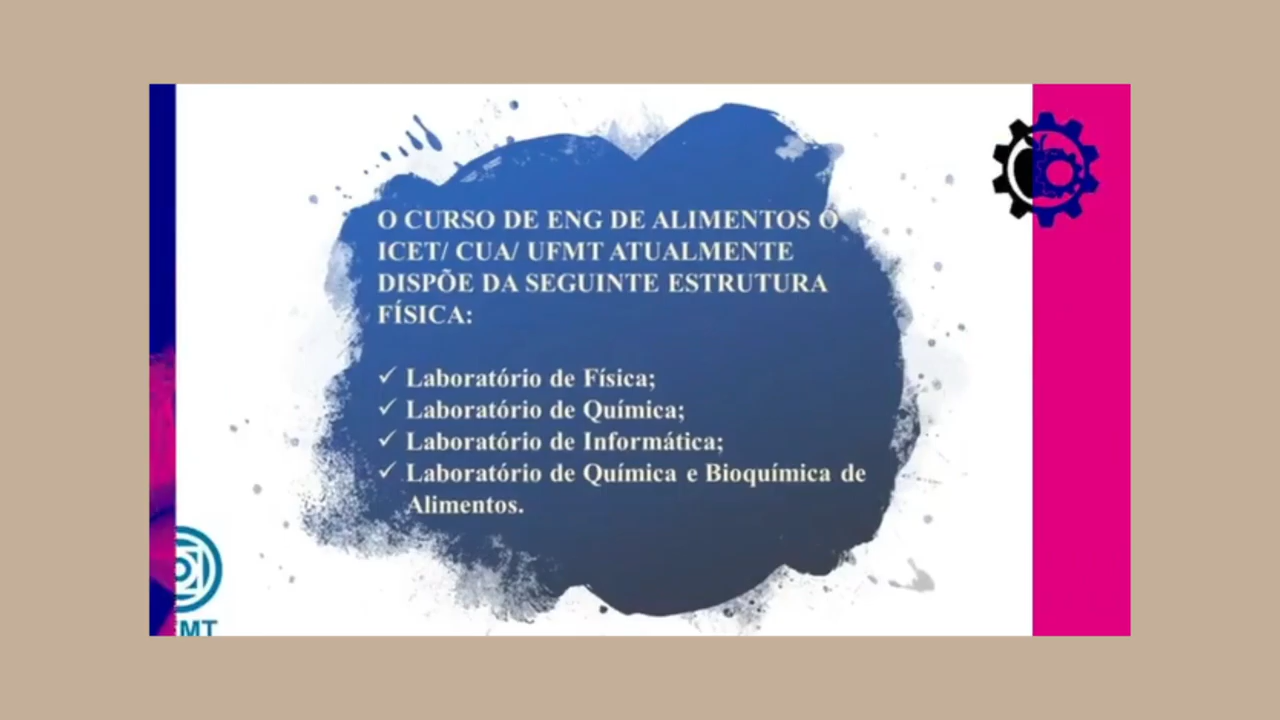 O CURSO DE ENG DE ALIMENTOS O
ICET/ CUA/ UFMT ATUALMENTE
DISPÕE DA SEGUINTE ESTRUTURA
FÍSICA:
✓ Laboratório de Física;
✓ Laboratório de Química;
✓ Laboratório de Informática;
✓ Laboratório de Química e Bioquímica de
Alimentos.
MT